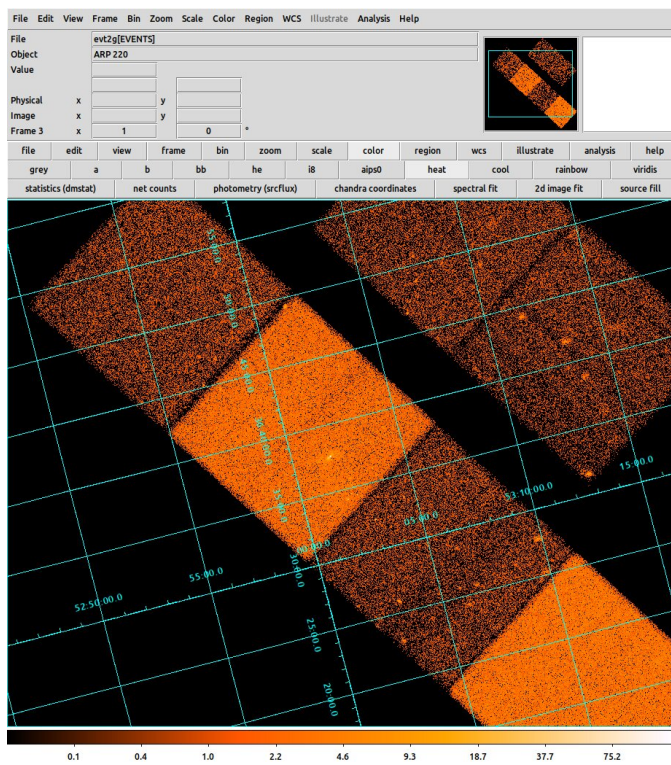 File Edit View Frame Bin Zoom Scale Color Region WCS Illustrate Analysis Help
File evt2g[EVENTS]
Object ARP 220
Value
Physical x y
Image x y
Frame 3 x 1 0 °
file edit view frame bin zoom scale color region wcs illustrate analysis help
grey a b bb he i8 aips0 heat cool rainbow viridis
statistics (dmstat) net counts photometry (srcflux) chandra coordinates spectral fit 2d image fit source fill
15:00.0
53:10:00.0
05:00.0
55:00.0
52:50:00.0
25:00.0
20:00.0
0.1 0.4 1.0 2.2 4.6 9.3 18.7 37.7 75.2